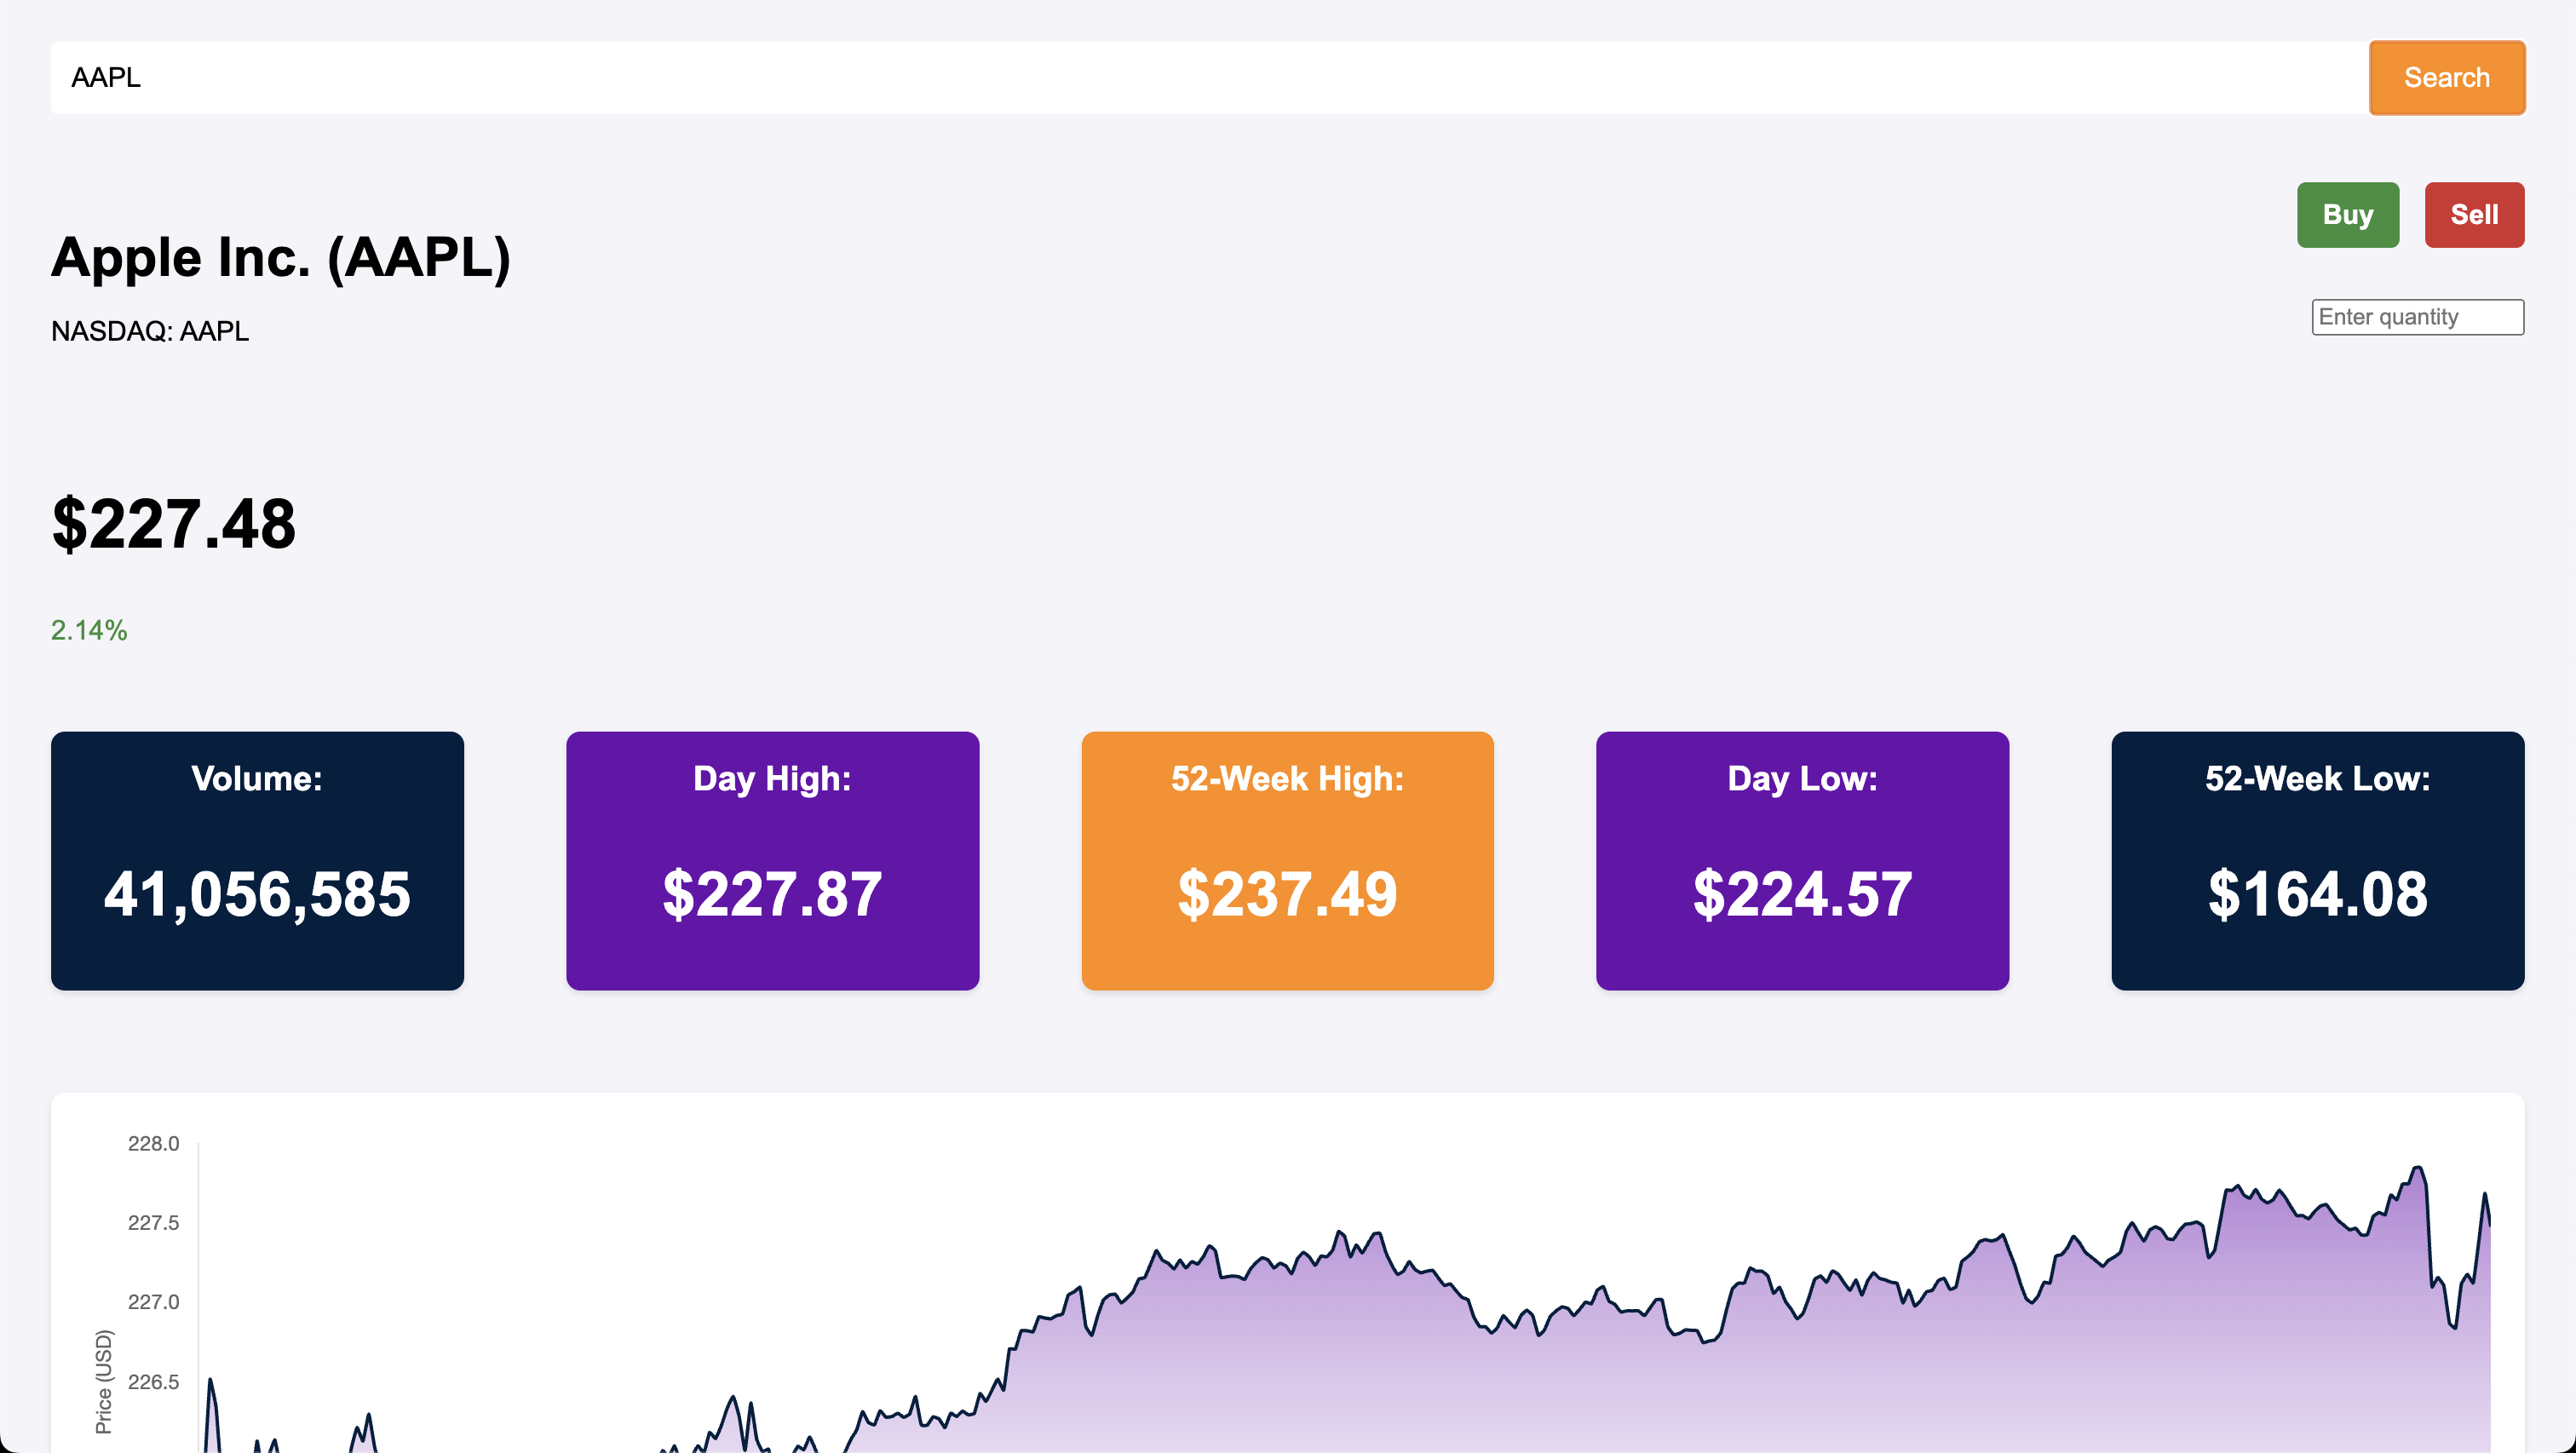 AAPL
Search
Buy
Sell
Apple Inc. (AAPL)
Enter quantity
NASDAQ: AAPL
$227.48
2.14%
Volume:
41,056,585
Day High:
$227.87
52-Week High:
$237.49
Day Low:
$224.57
52-Week Low:
$164.08
228.0
227.5
227.0
226.5
Price (USD)